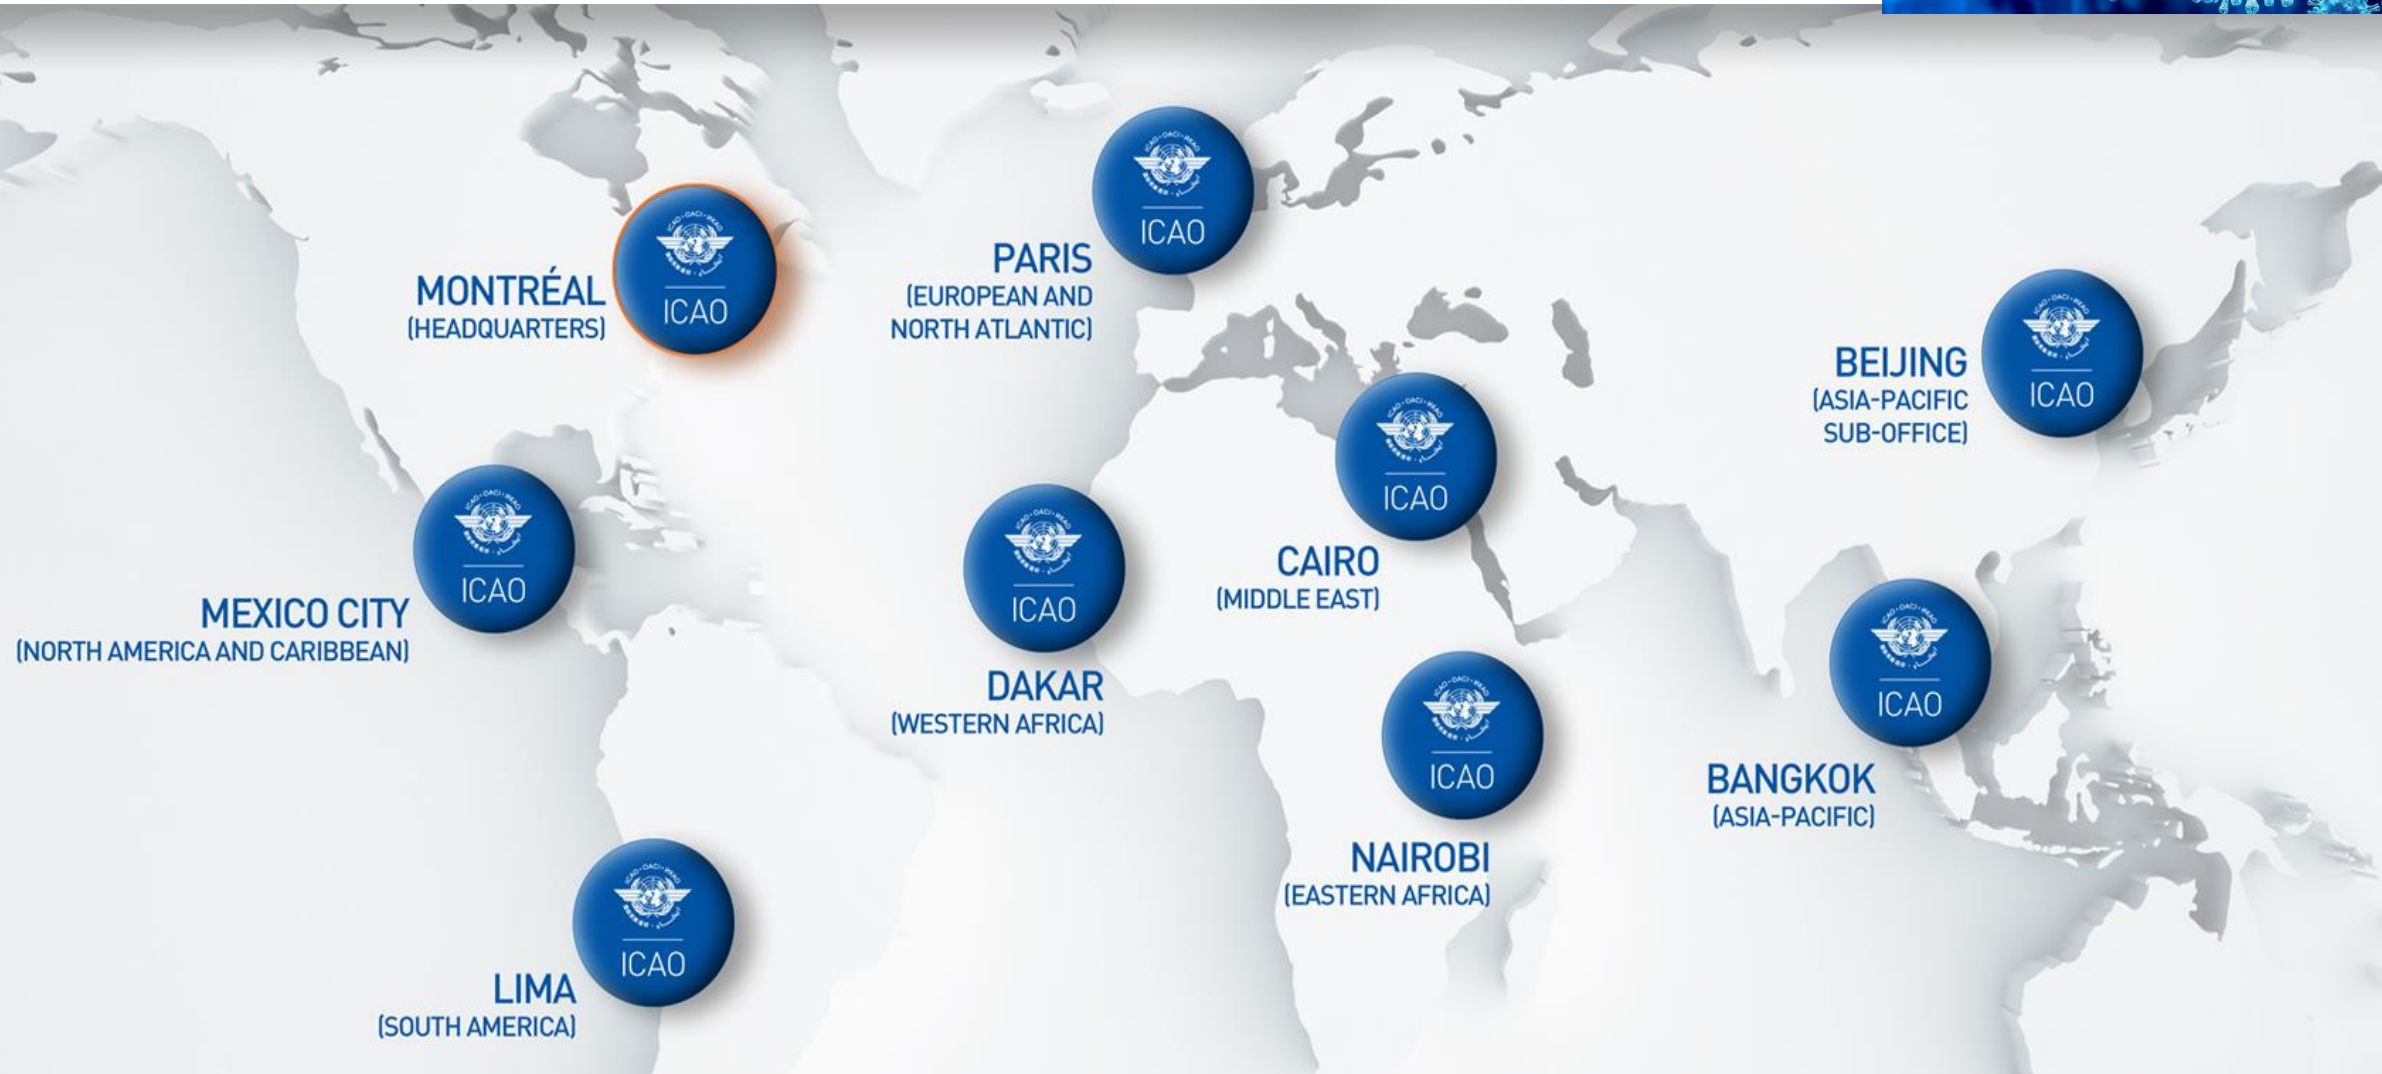 ICAO
PARIS
(EUROPEAN AND
NORTH ATLANTIC)
ICAO
MONTRÉAL
(HEADQUARTERS)
ICAO
BEIJING
(ASIA-PACIFIC
SUB-OFFICE)
ICAO
MEXICO CITY
(NORTH AMERICA AND CARIBBEAN)
ICAO
DAKAR
(WESTERN AFRICA)
ICAO
CAIRO
(MIDDLE EAST)
ICAO
NAIROBI
(EASTERN AFRICA)
ICAO
BANGKOK
(ASIA-PACIFIC)
ICAO
LIMA
(SOUTH AMERICA)